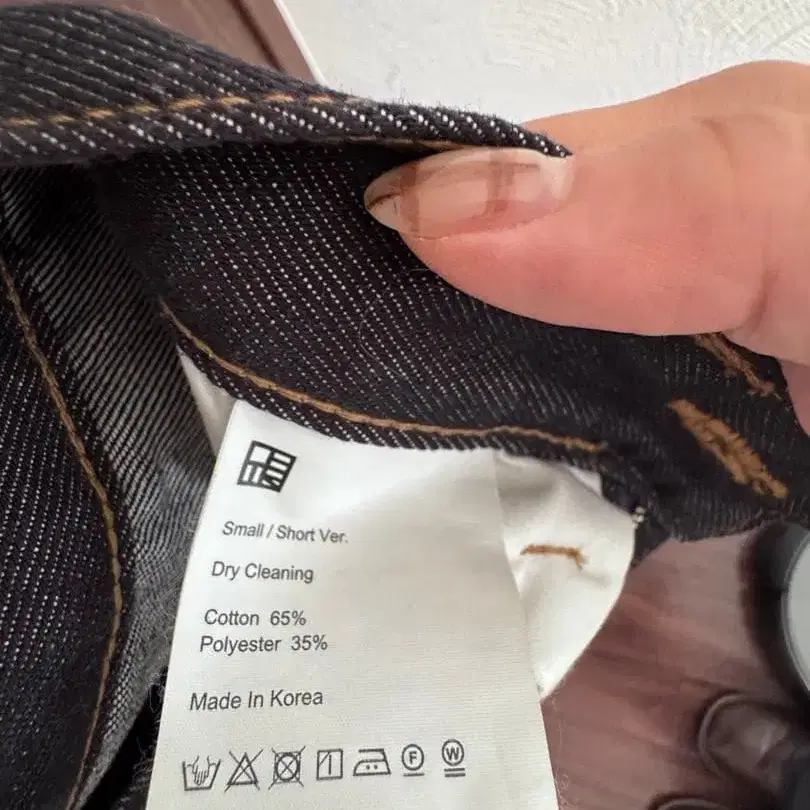 Small / Short Ver.
Dry Cleaning
Cotton 65%
Polyester 35%
Made In Korea
F W